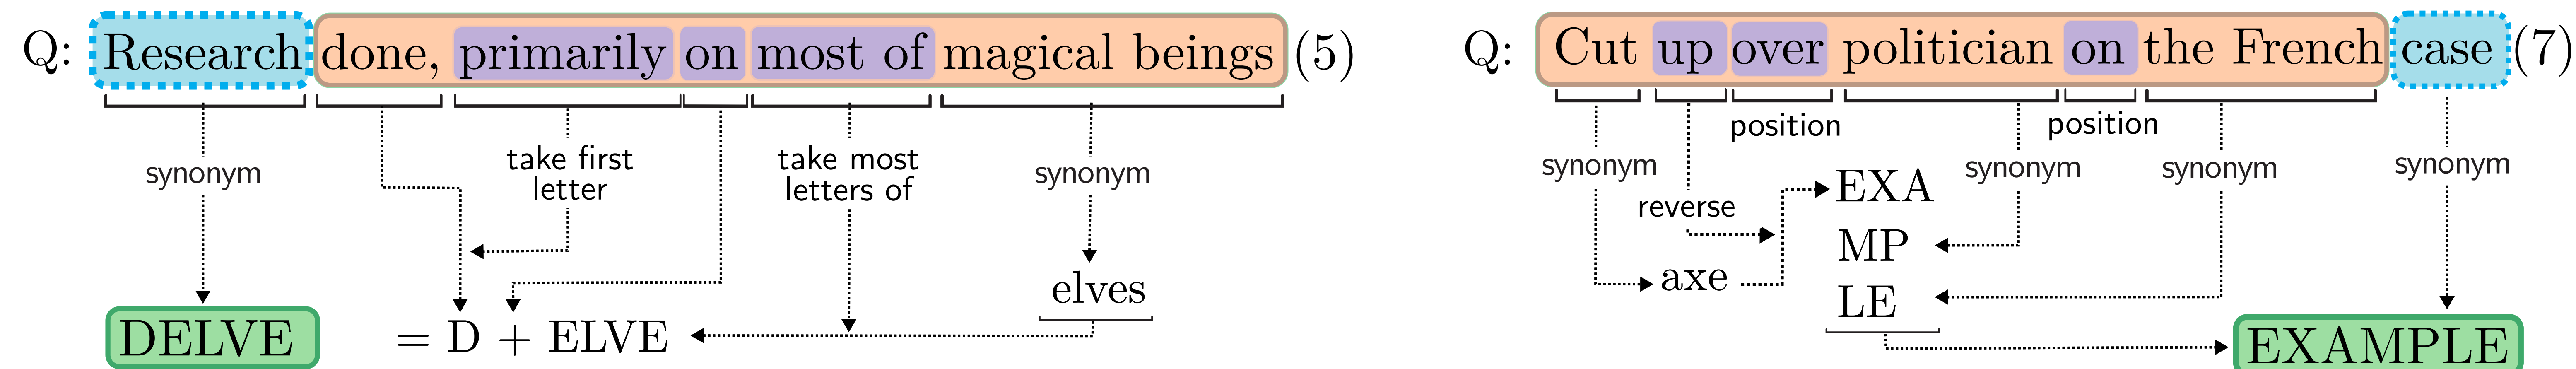 Q: Research done, primarily on most of magical beings (5)
synonym
take first
letter
take most
letters of
synonym
elves
DELVE = D + ELVE
Q: Cut up over politician on the French case (7)
position
position
synonym
synonym
synonym
synonym
reverse
EXA
MP
axe
LE
EXAMPLE